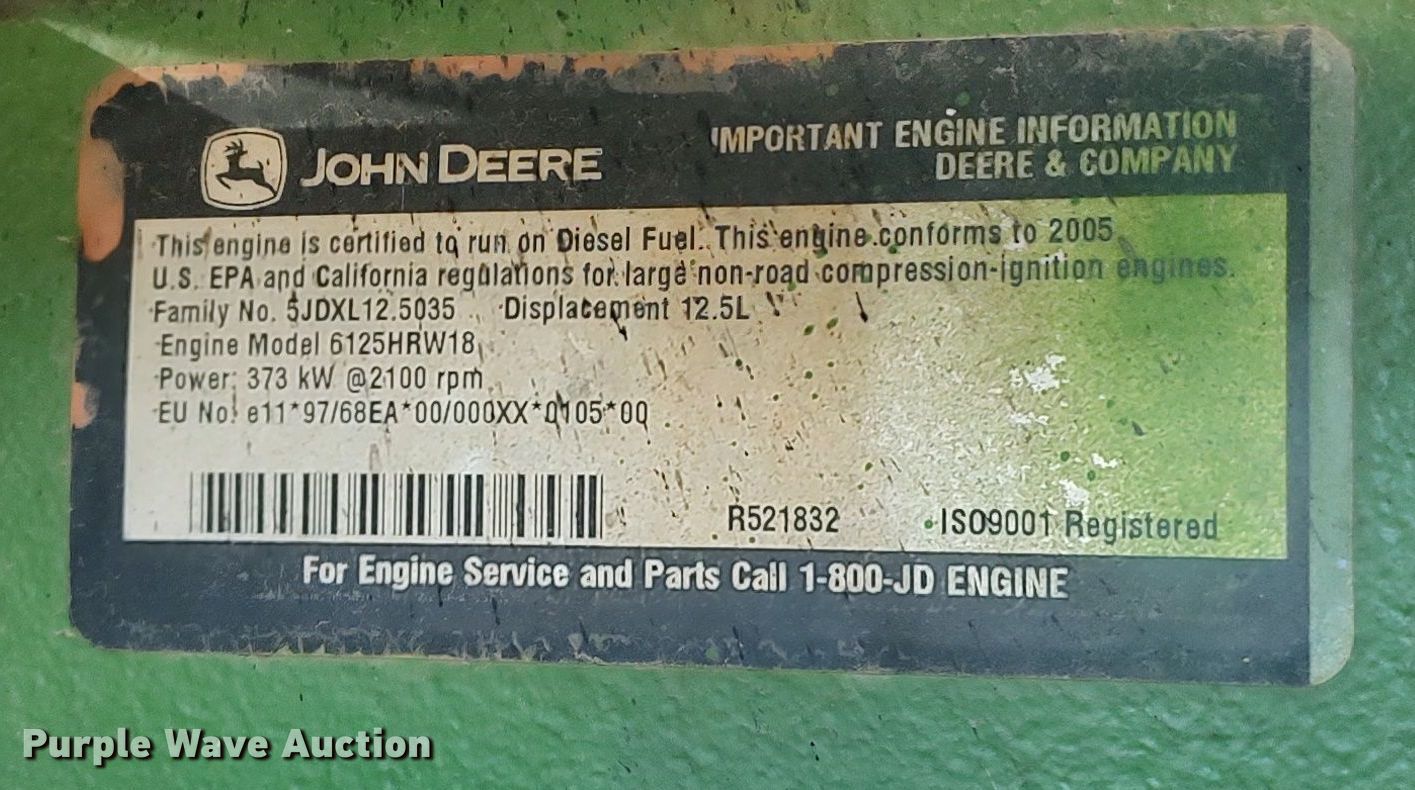 JOHN DEERE
IMPORTANT ENGINE INFORMATION
DEERE & COMPANY
This engine is certified to run on Diesel Fuel. This engine conforms to 2005
U.S. EPA and California regulations for large non-road compression-ignition engines.
Family No. 5JDXL12.5035 Displacement 12.5L
Engine Model 6125HRW18
Power: 373 kW @2100 rpm
EU No: e11*97/68EA*00/000XX*0105*00
R521832
ISO9001 Registered
For Engine Service and Parts Call 1-800-JD ENGINE
Purple Wave Auction